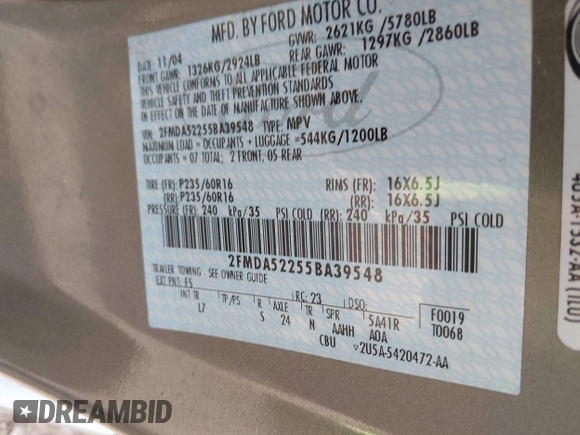 MFD. BY FORD MOTOR CO.
DATE: 11/04 GVWR: 2621KG /5780LB
FRONT GAWR: 1326KG/2924LB REAR GAWR: 1297KG /2860LB
THIS VEHICLE CONFORMS TO ALL APPLICABLE FEDERAL MOTOR
VEHICLE SAFETY AND THEFT PREVENTION STANDARDS
IN EFFECT ON THE DATE OF MANUFACTURE SHOWN ABOVE.
VIN: 2FMDA52255BA39548 TYPE: MPV
MAXIMUM LOAD = OCCUPANTS + LUGGAGE =544KG/1200LB
OCCUPANTS = 07 TOTAL; 2 FRONT, 05 REAR
TIRE (FR): P235/60R16 RIMS (FR): 16X6.5J
(RR): P235/60R16 (RR): 16X6.5J
PRESSURE (FR): 240 kPa/35 PSI COLD (RR): 240 kPa/35 PSI COLD
2FMDA52255BA39548
TRAILER TOWING - SEE OWNER GUIDE
EXT PNT: FS RC: 23 DSO: F0019
INT TR TP/PS R AXLE TR SPR 5A41R T0068
L7 S 24 N AAHH AOA
CBU 2U5A-5420472-AA
DREAMBID